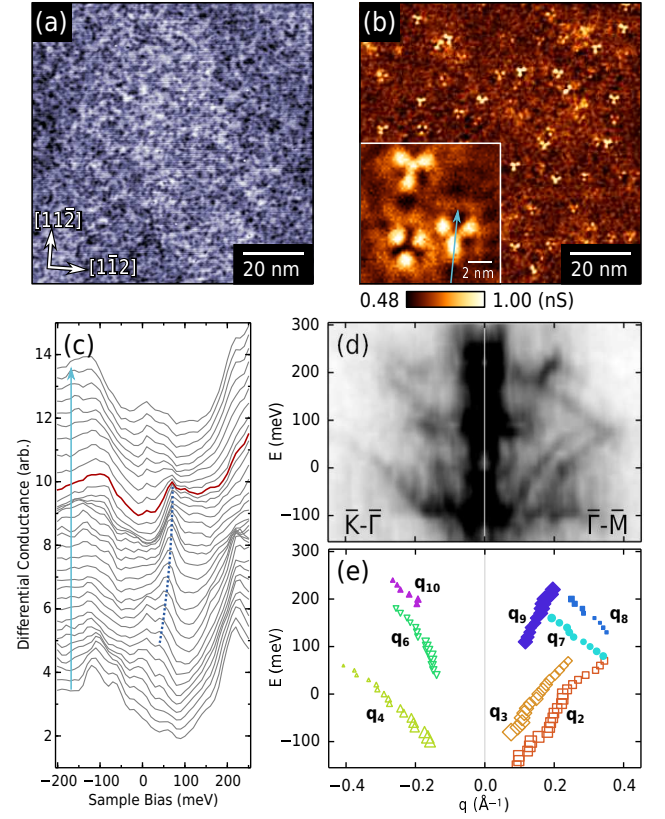 (a)
[112̄]
[11̄2]
20 nm
(b)
2 nm
20 nm
0.48 1.00 (nS)
(c)
14
12
10
8
6
4
2
Differential Conductance (arb.)
−200 −100 0 100 200
Sample Bias (meV)
(d)
300
200
100
0
−100
E (meV)
K̄-Γ̄
Γ̄-M̄
(e)
300
200
100
0
−100
E (meV)
q₁₀
q₆
q₄
q₉
q₈
q₇
q₃
q₂
−0.4 −0.2 0.0 0.2 0.4
q (Å⁻¹)